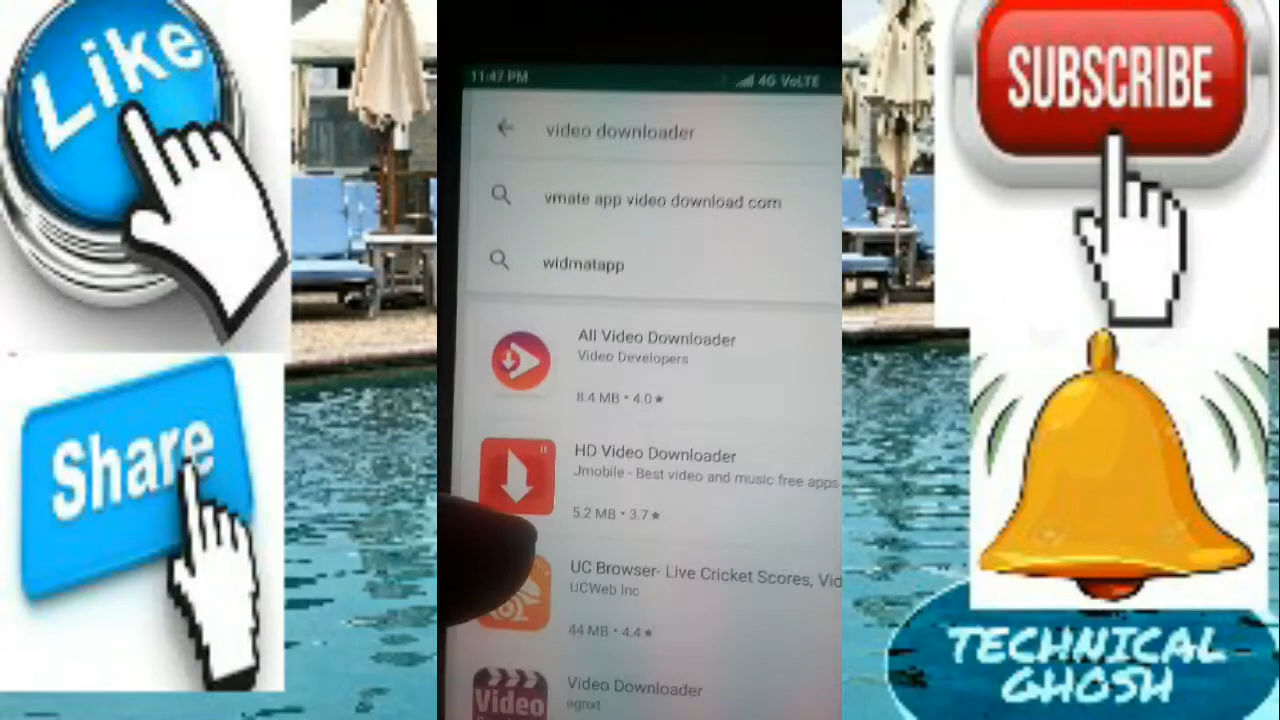 Like
Share
11:47 PM
4G VoLTE
video downloader
vmate app video download com
widmatapp
All Video Downloader
Video Developers
8.4 MB • 4.0★
HD Video Downloader
Jmobile - Best video and music free apps
5.2 MB • 3.7★
UC Browser- Live Cricket Scores, Vid
UCWeb Inc
44 MB • 4.4★
Video
Video Downloader
SUBSCRIBE
TECHNICAL
GHOSH